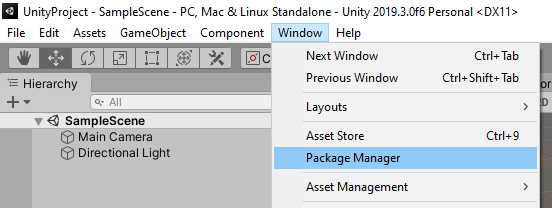 UnityProject - SampleScene - PC, Mac & Linux Standalone - Unity 2019.3.0f6 Personal <DX11>
File Edit Assets GameObject Component Window Help
Next Window Ctrl+Tab
Previous Window Ctrl+Shift+Tab
Layouts
Asset Store Ctrl+9
Package Manager
Asset Management
Hierarchy
All
SampleScene
Main Camera
Directional Light